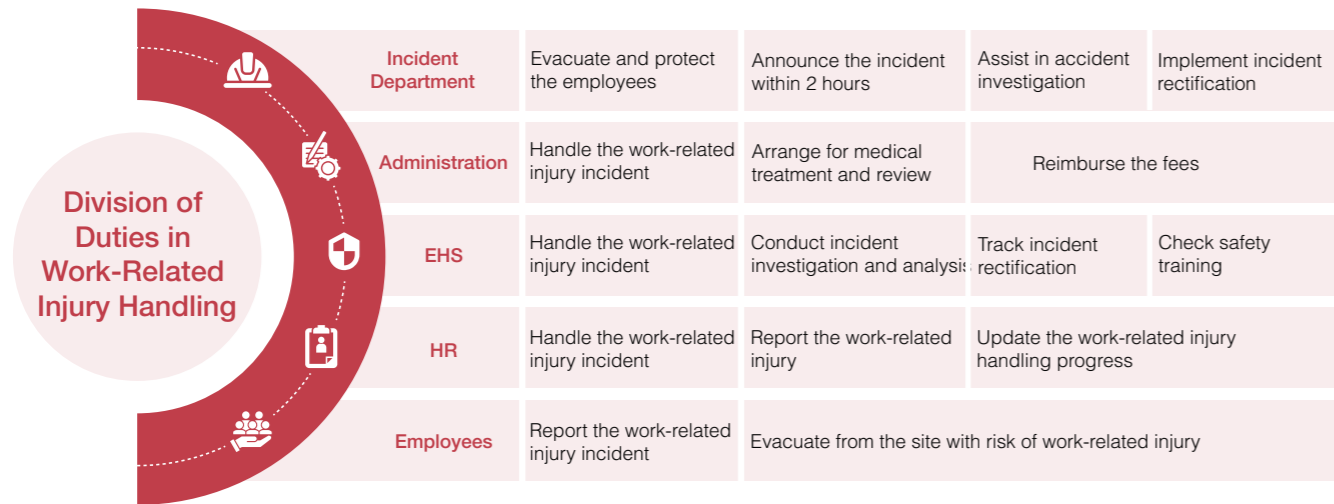 Division of
Duties in
Work-Related
Injury Handling
Incident
Department
Evacuate and protect
the employees
Announce the incident
within 2 hours
Assist in accident
investigation
Implement incident
rectification
Administration
Handle the work-related
injury incident
Arrange for medical
treatment and review
Reimburse the fees
EHS
Handle the work-related
injury incident
Conduct incident
investigation and analysis
Track incident
rectification
Check safety
training
HR
Handle the work-related
injury incident
Report the work-related
injury
Update the work-related injury
handling progress
Employees
Report the work-related
injury incident
Evacuate from the site with risk of work-related injury